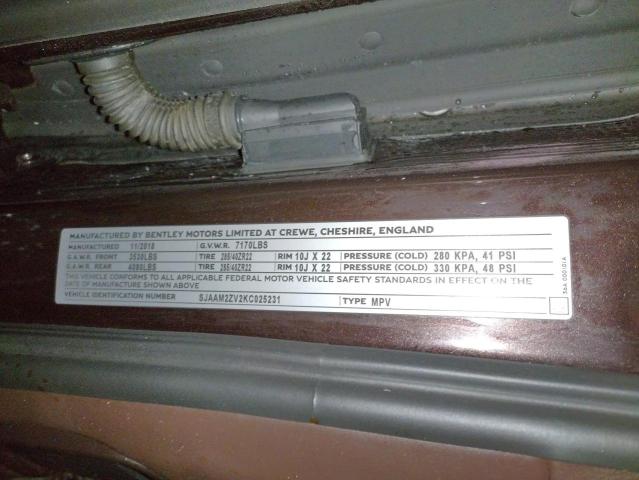 MANUFACTURED BY BENTLEY MOTORS LIMITED AT CREWE, CHESHIRE, ENGLAND
MANUFACTURED 11/2018 G.V.W.R. 7170LBS
G.A.W.R. FRONT 3528LBS TIRE 285/40ZR22 RIM 10J X 22 PRESSURE (COLD) 280 KPA, 41 PSI
G.A.W.R. REAR 4080LBS TIRE 285/40ZR22 RIM 10J X 22 PRESSURE (COLD) 330 KPA, 48 PSI
THIS VEHICLE CONFORMS TO ALL APPLICABLE FEDERAL MOTOR VEHICLE SAFETY STANDARDS IN EFFECT ON THE
DATE OF MANUFACTURE SHOWN ABOVE
VEHICLE IDENTIFICATION NUMBER SJAAM2ZV2KC025231 TYPE MPV